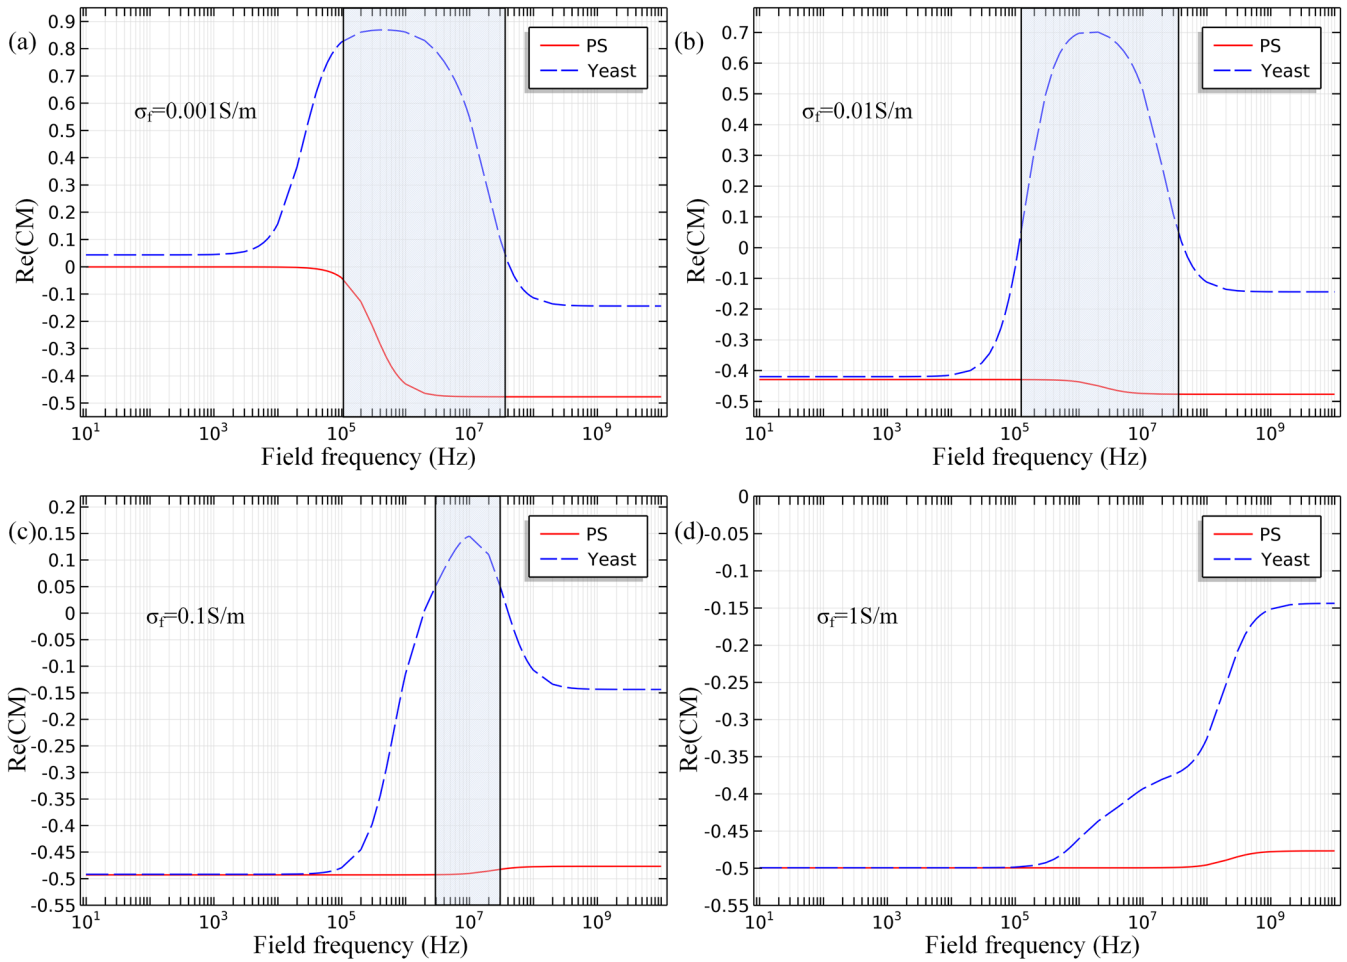 (a)
0.9
0.8
0.7
0.6
0.5
0.4
0.3
0.2
0.1
0
-0.1
-0.2
-0.3
-0.4
-0.5
Re(CM)
σf=0.001S/m
PS
Yeast
10¹ 10³ 10⁵ 10⁷ 10⁹
Field frequency (Hz)
(b)
0.7
0.6
0.5
0.4
0.3
0.2
0.1
0
-0.1
-0.2
-0.3
-0.4
-0.5
Re(CM)
σf=0.01S/m
PS
Yeast
10¹ 10³ 10⁵ 10⁷ 10⁹
Field frequency (Hz)
(c)
0.2
0.15
0.1
0.05
0
-0.05
-0.1
-0.15
-0.2
-0.25
-0.3
-0.35
-0.4
-0.45
-0.5
-0.55
Re(CM)
σf=0.1S/m
PS
Yeast
10¹ 10³ 10⁵ 10⁷ 10⁹
Field frequency (Hz)
(d)
0
-0.05
-0.1
-0.15
-0.2
-0.25
-0.3
-0.35
-0.4
-0.45
-0.5
-0.55
Re(CM)
σf=1S/m
PS
Yeast
10¹ 10³ 10⁵ 10⁷ 10⁹
Field frequency (Hz)